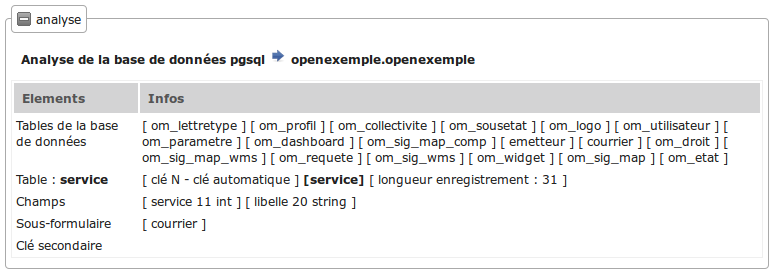 analyse
Analyse de la base de données pgsql openexemple.openexemple
Elements Infos
Tables de la base [ om_lettretype ] [ om_profil ] [ om_collectivite ] [ om_sousetat ] [ om_logo ] [ om_utilisateur ] [
de données om_parametre ] [ om_dashboard ] [ om_sig_map_comp ] [ emetteur ] [ courrier ] [ om_droit ] [
om_sig_map_wms ] [ om_requete ] [ om_sig_wms ] [ om_widget ] [ om_sig_map ] [ om_etat ]
Table : service [ clé N - clé automatique ] [service] [ longueur enregistrement : 31 ]
Champs [ service 11 int ] [ libelle 20 string ]
Sous-formulaire [ courrier ]
Clé secondaire